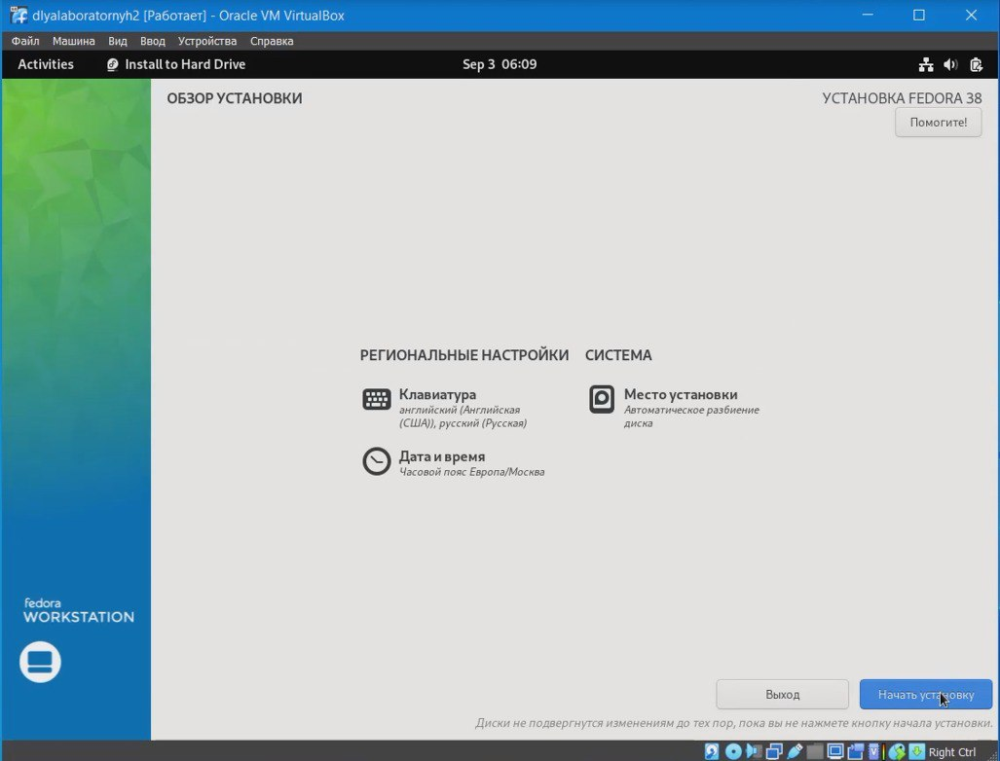 dlyalaboratornyh2 [Работает] - Oracle VM VirtualBox
Файл Машина Вид Ввод Устройства Справка
Activities Install to Hard Drive Sep 3 06:09
ОБЗОР УСТАНОВКИ
УСТАНОВКА FEDORA 38
Помогите!
РЕГИОНАЛЬНЫЕ НАСТРОЙКИ
Клавиатура
английский (Английская
(США)), русский (Русская)
Дата и время
Часовой пояс Европа/Москва
СИСТЕМА
Место установки
Автоматическое разбиение
диска
fedora
WORKSTATION
Выход
Начать установку
Диски не подвергнутся изменениям до тех пор, пока вы не нажмете кнопку начала установки.
Right Ctrl